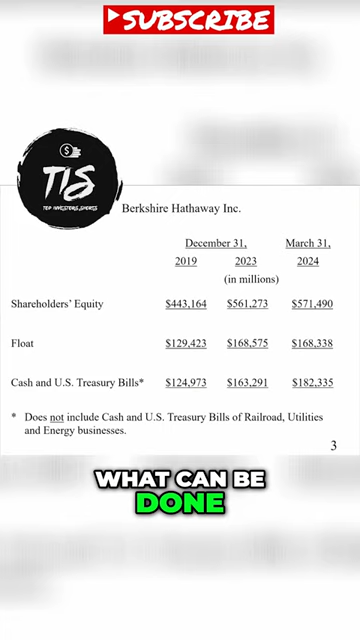 SUBSCRIBE
TIS
TOP INVESTORS SHORTS
Berkshire Hathaway Inc.
December 31, March 31,
2019 2023 2024
(in millions)
Shareholders' Equity $443,164 $561,273 $571,490
Float $129,423 $168,575 $168,338
Cash and U.S. Treasury Bills* $124,973 $163,291 $182,335
* Does not include Cash and U.S. Treasury Bills of Railroad, Utilities
and Energy businesses.
3
WHAT CAN BE
DONE